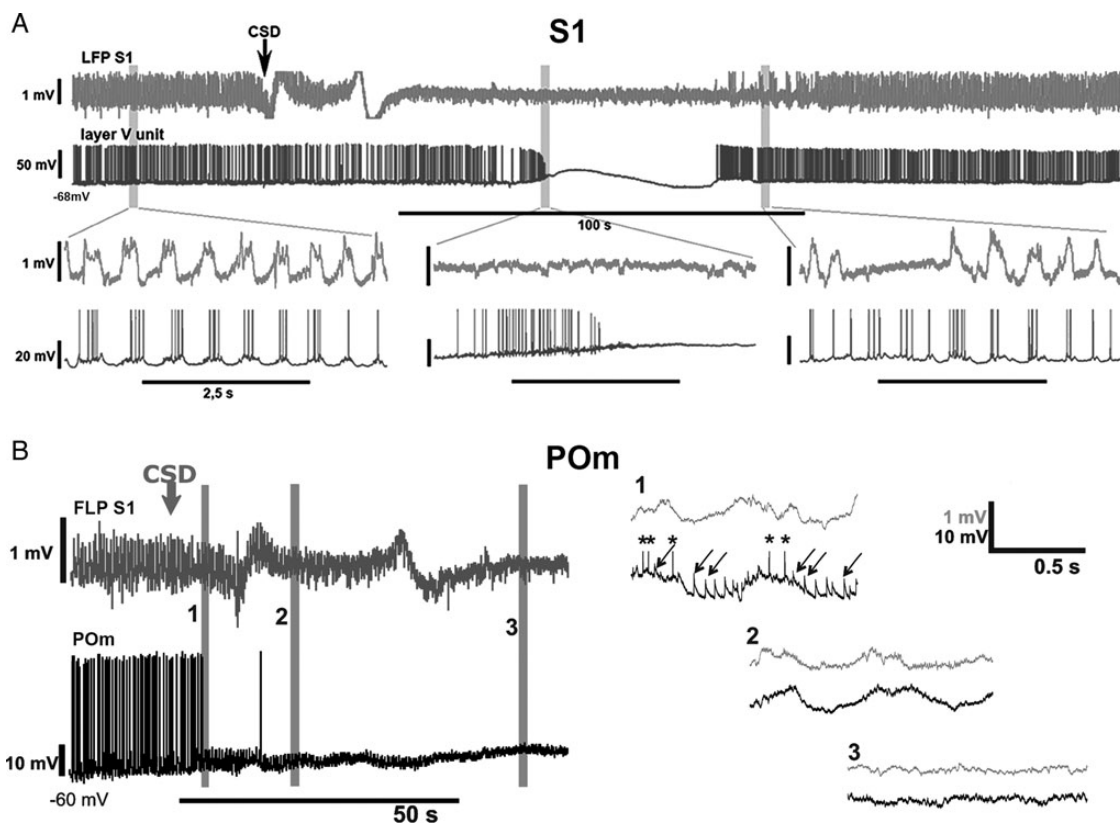 A
S1
CSD
LFP S1
1 mV
layer V unit
50 mV
-68mV
100 s
1 mV
20 mV
2,5 s
B
POm
CSD
FLP S1
1 mV
1
2
3
POm
10 mV
-60 mV
50 s
1
** * * *
1 mV
10 mV
0.5 s
2
3